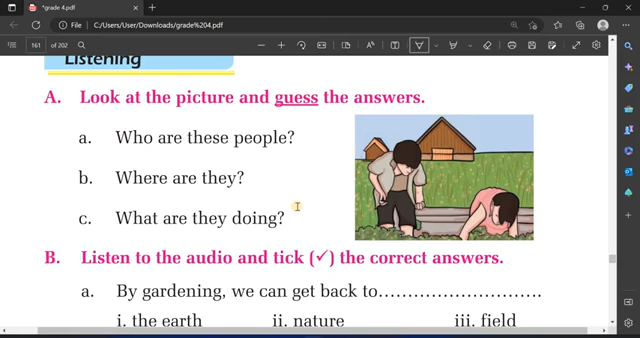 *grade 4.pdf
File | C:/Users/User/Downloads/grade%204.pdf
161 of 202
Listening
A. Look at the picture and guess the answers.
a. Who are these people?
b. Where are they?
c. What are they doing?
B. Listen to the audio and tick (✓) the correct answers.
a. By gardening, we can get back to..............................
i. the earth ii. nature iii. field